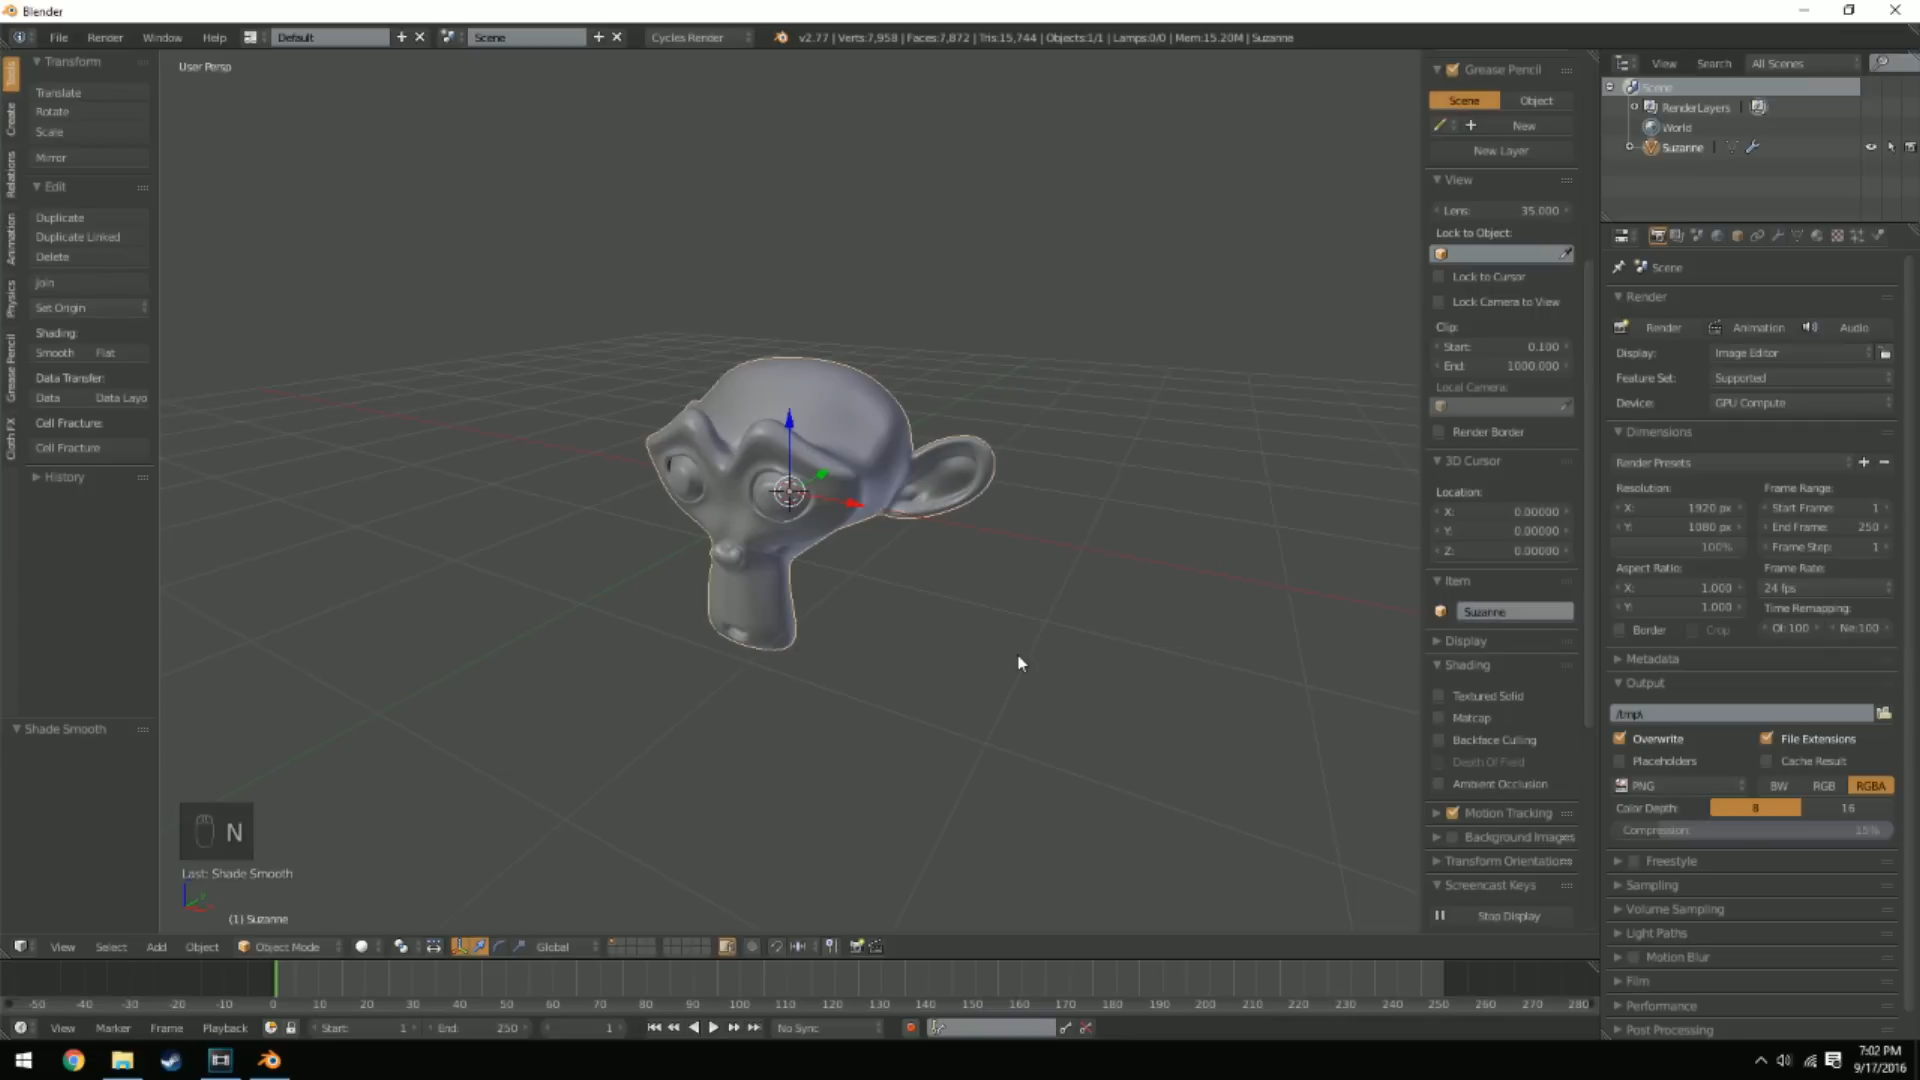 Blender
File Render Window Help Default Scene Cycles Render v2.77 | Verts:7,958 | Faces:7,872 | Tris:15,744 | Objects:1/1 | Lamps:0/0 | Mem:15.20M | Suzanne
Tools
Create
Relations
Animation
Physics
Grease Pencil
Cloth FX
Transform
Translate
Rotate
Scale
Mirror
Edit
Duplicate
Duplicate Linked
Delete
Join
Set Origin
Shading:
Smooth Flat
Data Transfer:
Data Data Layo
Cell Fracture:
Cell Fracture
History
Shade Smooth
User Persp
N
Last: Shade Smooth
(1) Suzanne
Grease Pencil
Scene Object
New
New Layer
View
Lens: 35.000
Lock to Object:
Lock to Cursor
Lock Camera to View
Clip:
Start: 0.100
End: 1000.000
Local Camera:
Render Border
3D Cursor
Location:
X: 0.00000
Y: 0.00000
Z: 0.00000
Item
Suzanne
Display
Shading
Textured Solid
Matcap
Backface Culling
Depth Of Field
Ambient Occlusion
Motion Tracking
Background Images
Transform Orientations
Screencast Keys
Stop Display
View Search All Scenes
Scene
RenderLayers
World
Suzanne
Scene
Render
Render Animation Audio
Display: Image Editor
Feature Set: Supported
Device: GPU Compute
Dimensions
Render Presets
Resolution: Frame Range:
X: 1920 px Start Frame: 1
Y: 1080 px End Frame: 250
100% Frame Step: 1
Aspect Ratio: Frame Rate:
X: 1.000 24 fps
Y: 1.000 Time Remapping:
Border Crop Ol:100 Ne:100
Metadata
Output
/tmp\
Overwrite File Extensions
Placeholders Cache Result
PNG BW RGB RGBA
Color Depth: 8 16
Compression: 15%
Freestyle
Sampling
Volume Sampling
Light Paths
Motion Blur
Film
Performance
Post Processing
View Select Add Object Object Mode Global
-50 -40 -30 -20 -10 0 10 20 30 40 50 60 70 80 90 100 110 120 130 140 150 160 170 180 190 200 210 220 230 240 250 260 270 280
View Marker Frame Playback Start: 1 End: 250 1 No Sync
7:02 PM
9/17/2016